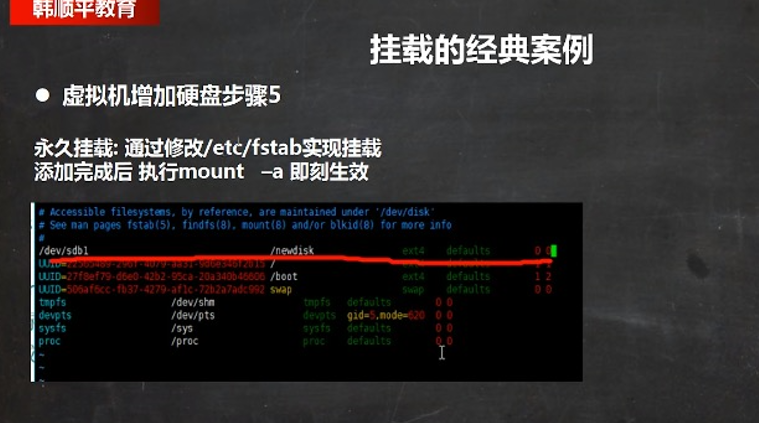 韩顺平教育
挂载的经典案例
● 虚拟机增加硬盘步骤5
永久挂载: 通过修改/etc/fstab实现挂载
添加完成后 执行mount –a 即刻生效
# Accessible filesystems, by reference, are maintained under '/dev/disk'
# See man pages fstab(5), findfs(8), mount(8) and/or blkid(8) for more info
#
/dev/sdb1 /newdisk ext4 defaults 0 0
/
UUID=27f8ef79-d6e0-42b2-95ca-20a340b46606 /boot ext4 defaults 1 2
UUID=506af6cc-fb37-4279-af1c-72b2a7adc992 swap swap defaults 0 0
tmpfs /dev/shm tmpfs defaults 0 0
devpts /dev/pts devpts gid=5,mode=620 0 0
sysfs /sys sysfs defaults 0 0
proc /proc proc defaults 0 0
~
~
~